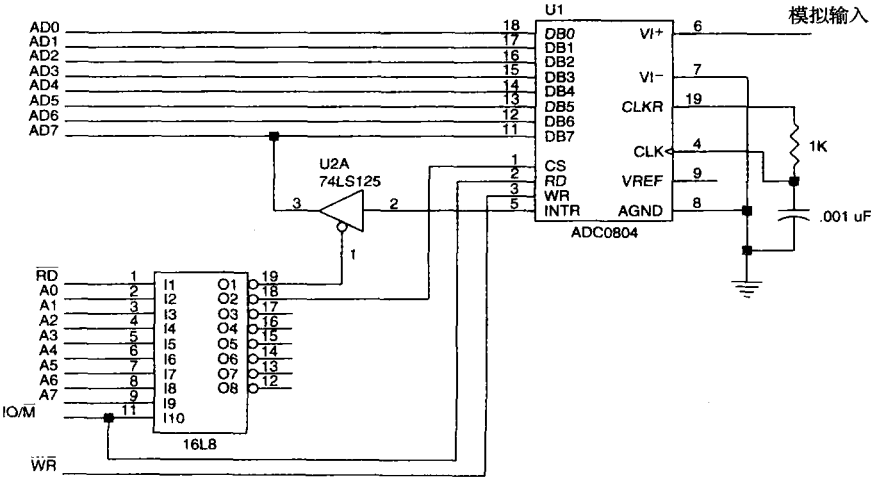 U1
模拟输入
AD0 18 DB0 VI+ 6
AD1 17 DB1
AD2 16 DB2
AD3 15 DB3 VI− 7
AD4 14 DB4
AD5 13 DB5 CLKR 19
AD6 12 DB6
AD7 11 DB7
1K
CLK 4
1 CS
2 RD VREF 9
3 WR
5 INTR AGND 8
.001 uF
ADC0804
U2A
74LS125
3 2
1
RD 1 I1 O1 19
A0 2 I2 O2 18
A1 3 I3 O3 17
A2 4 I4 O4 16
A3 5 I5 O5 15
A4 6 I6 O6 14
A5 7 I7 O7 13
A6 8 I8 O8 12
A7 9 I9
IO/M 11 I10
16L8
WR